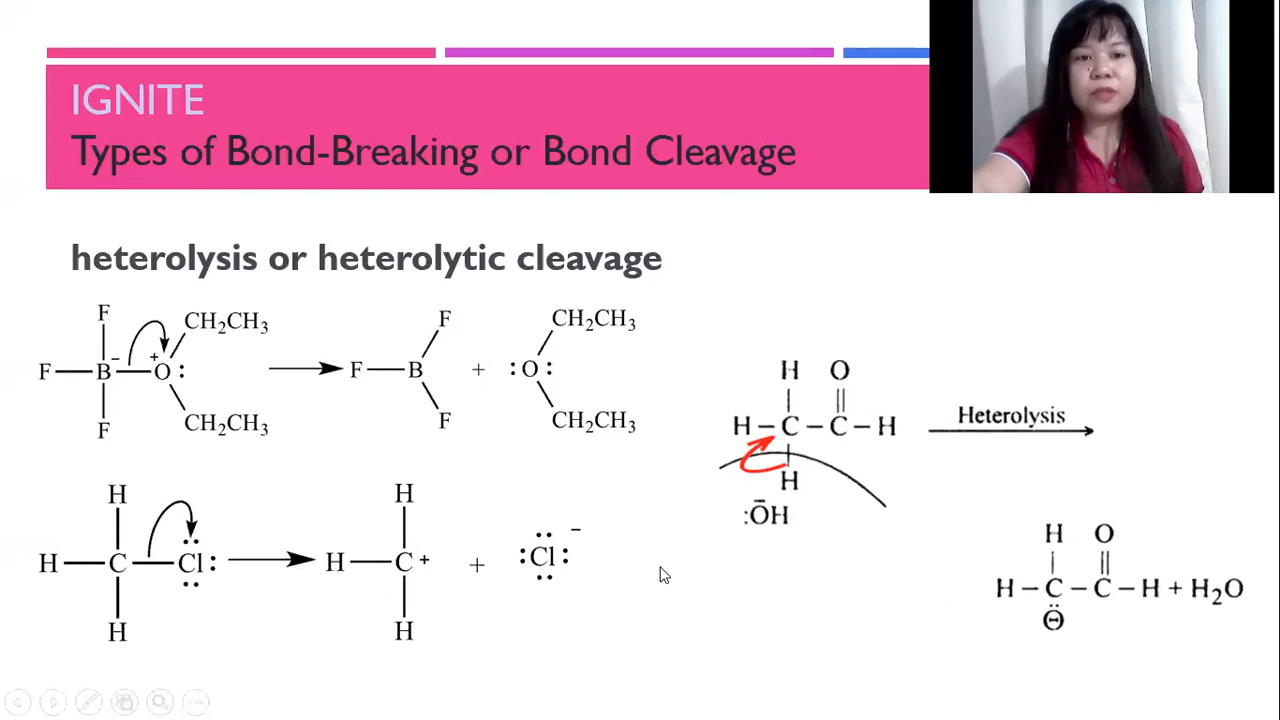 IGNITE
Types of Bond-Breaking or Bond Cleavage
heterolysis or heterolytic cleavage
F
F—B⁻—O⁺:
F
CH₂CH₃
CH₂CH₃
F
F—B
F
+
:O:
CH₂CH₃
CH₂CH₃
H
H—C—Cl:
H
H
H—C+
H
+
:Cl:⁻
H O
H–C–C–H
H
:ŌH
Heterolysis
H O
H–C–C–H + H₂O
⊖